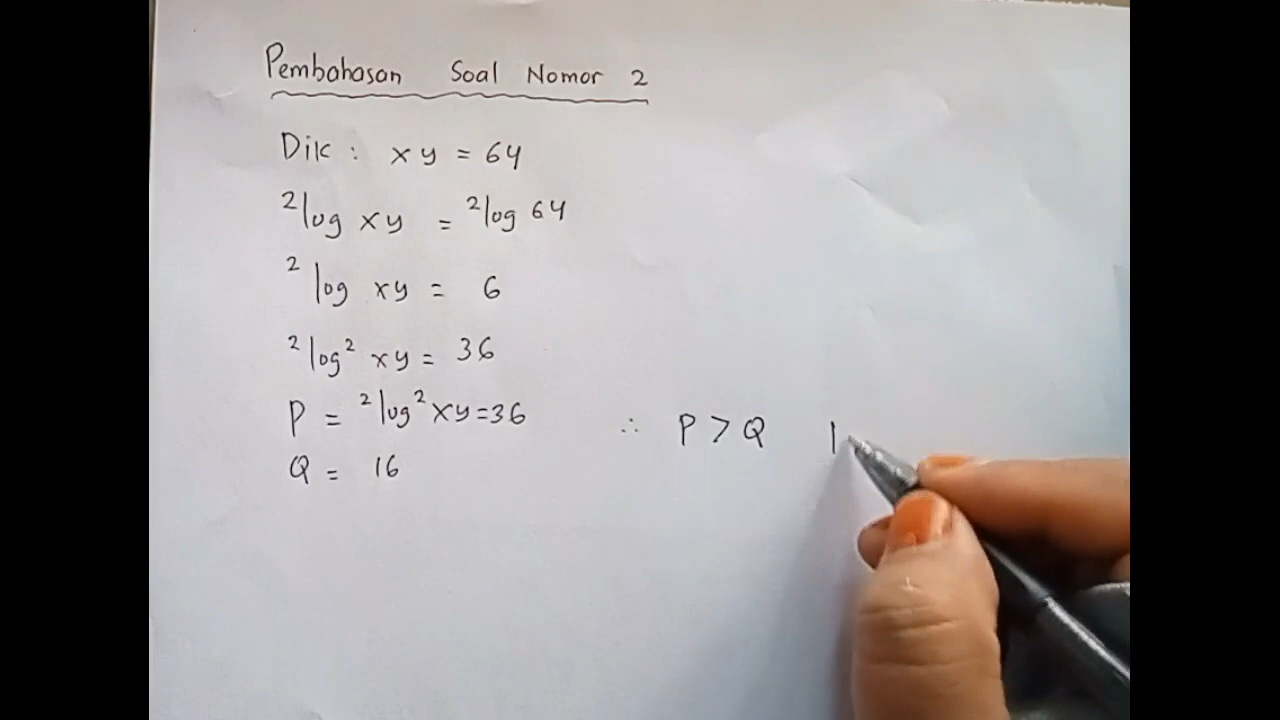 Pembahasan Soal Nomor 2
Dik : xy = 64
²log xy = ²log 64
²log xy = 6
²log² xy = 36
P = ²log² xy = 36
∴ P > Q
Q = 16